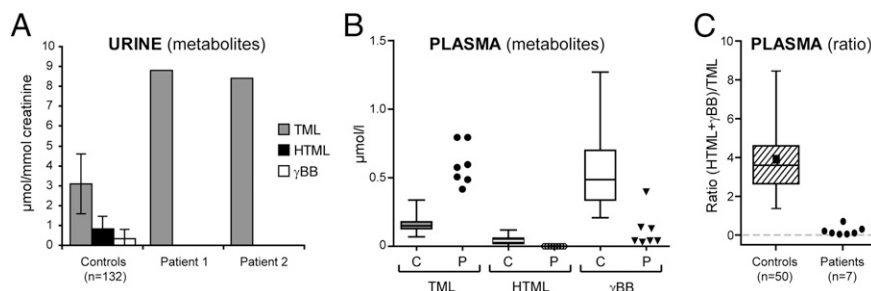 A
URINE (metabolites)
µmol/mmol creatinine
10
9
8
7
6
5
4
3
2
1
0
TML
HTML
γBB
Controls
(n=132)
Patient 1
Patient 2
B
PLASMA (metabolites)
µmol/l
1.5
1.0
0.5
0.0
C P C P C P
TML HTML γBB
C
PLASMA (ratio)
Ratio (HTML+γBB)/TML
10
8
6
4
2
0
Controls
(n=50)
Patients
(n=7)